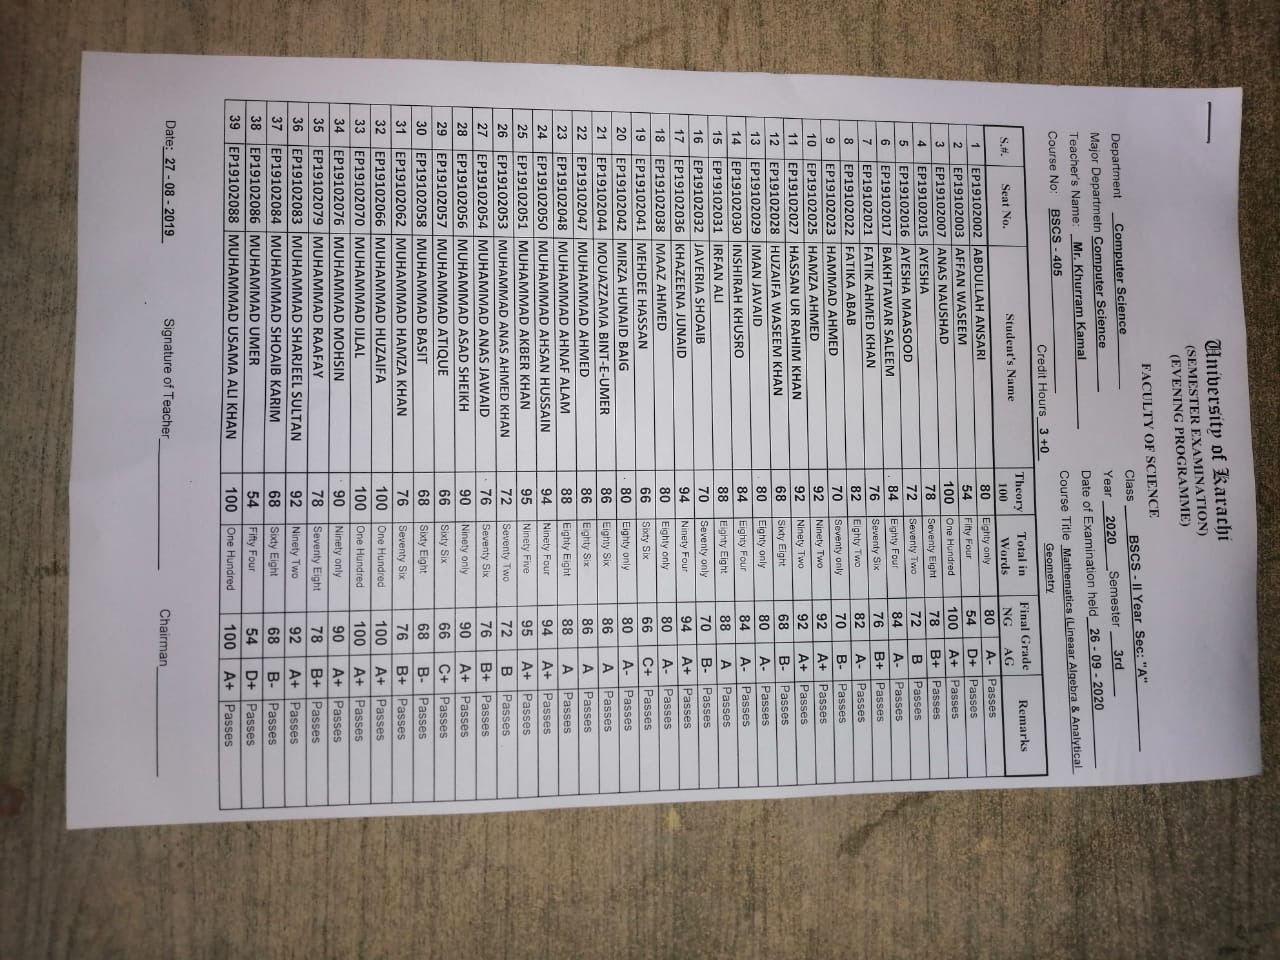 University of Karachi
(SEMESTER EXAMINATION)
(EVENING PROGRAMME)
FACULTY OF SCIENCE
Department Computer Science Class BSCS - II Year Sec: "A"
Major Departmetn Computer Science Year 2020 Semester 3rd
Teacher's Name: Mr. Khurram Kamal Date of Examination held 26 - 09 - 2020
Course No: BSCS - 405 Course Title Mathematics (Lineaar Algebra & Analytical
Credit Hours 3 +0 Geometry
S.#. Seat No. Student's Name Theory 100 Total in Words Final Grade NG AG Remarks
1 EP19102002 ABDULLAH ANSARI 80 Eighty only 80 A- Passes
2 EP19102003 AFFAN WASEEM 54 Fifty Four 54 D+ Passes
3 EP19102007 ANAS NAUSHAD 100 One Hundred 100 A+ Passes
4 EP19102015 AYESHA 78 Seventy Eight 78 B+ Passes
5 EP19102016 AYESHA MAASOOD 72 Seventy Two 72 B Passes
6 EP19102017 BAKHTAWAR SALEEM 84 Eighty Four 84 A- Passes
7 EP19102021 FATIK AHMED KHAN 76 Seventy Six 76 B+ Passes
8 EP19102022 FATIKA ABAB 82 Eighty Two 82 A- Passes
9 EP19102023 HAMMAD AHMED 70 Seventy only 70 B- Passes
10 EP19102025 HAMZA AHMED 92 Ninety Two 92 A+ Passes
11 EP19102027 HASSAN UR RAHIM KHAN 92 Ninety Two 92 A+ Passes
12 EP19102028 HUZAIFA WASEEM KHAN 68 Sixty Eight 68 B- Passes
13 EP19102029 IMAN JAVAID 80 Eighty only 80 A- Passes
14 EP19102030 INSHIRAH KHUSRO 84 Eighty Four 84 A- Passes
15 EP19102031 IRFAN ALI 88 Eighty Eight 88 A Passes
16 EP19102032 JAVERIA SHOAIB 70 Seventy only 70 B- Passes
17 EP19102036 KHAZEENA JUNAID 94 Ninety Four 94 A+ Passes
18 EP19102038 MAAZ AHMED 80 Eighty only 80 A- Passes
19 EP19102041 MEHDEE HASSAN 66 Sixty Six 66 C+ Passes
20 EP19102042 MIRZA HUNAID BAIG 80 Eighty only 80 A- Passes
21 EP19102044 MOUAZZAMA BINT-E-UMER 86 Eighty Six 86 A Passes
22 EP19102047 MUHAMMAD AHMED 86 Eighty Six 86 A Passes
23 EP19102048 MUHAMMAD AHNAF ALAM 88 Eighty Eight 88 A Passes
24 EP19102050 MUHAMMAD AHSAN HUSSAIN 94 Ninety Four 94 A+ Passes
25 EP19102051 MUHAMMAD AKBER KHAN 95 Ninety Five 95 A+ Passes
26 EP19102053 MUHAMMAD ANAS AHMED KHAN 72 Seventy Two 72 B Passes
27 EP19102054 MUHAMMAD ANAS JAWAID 76 Seventy Six 76 B+ Passes
28 EP19102056 MUHAMMAD ASAD SHEIKH 90 Ninety only 90 A+ Passes
29 EP19102057 MUHAMMAD ATIQUE 66 Sixty Six 66 C+ Passes
30 EP19102058 MUHAMMAD BASIT 68 Sixty Eight 68 B- Passes
31 EP19102062 MUHAMMAD HAMZA KHAN 76 Seventy Six 76 B+ Passes
32 EP19102066 MUHAMMAD HUZAIFA 100 One Hundred 100 A+ Passes
33 EP19102070 MUHAMMAD IJLAL 100 One Hundred 100 A+ Passes
34 EP19102076 MUHAMMAD MOHSIN 90 Ninety only 90 A+ Passes
35 EP19102079 MUHAMMAD RAAFAY 78 Seventy Eight 78 B+ Passes
36 EP19102083 MUHAMMAD SHARJEEL SULTAN 92 Ninety Two 92 A+ Passes
37 EP19102084 MUHAMMAD SHOAIB KARIM 68 Sixty Eight 68 B- Passes
38 EP19102086 MUHAMMAD UMER 54 Fifty Four 54 D+ Passes
39 EP19102088 MUHAMMAD USAMA ALI KHAN 100 One Hundred 100 A+ Passes
Date: 27 - 08 - 2019 Signature of Teacher Chairman